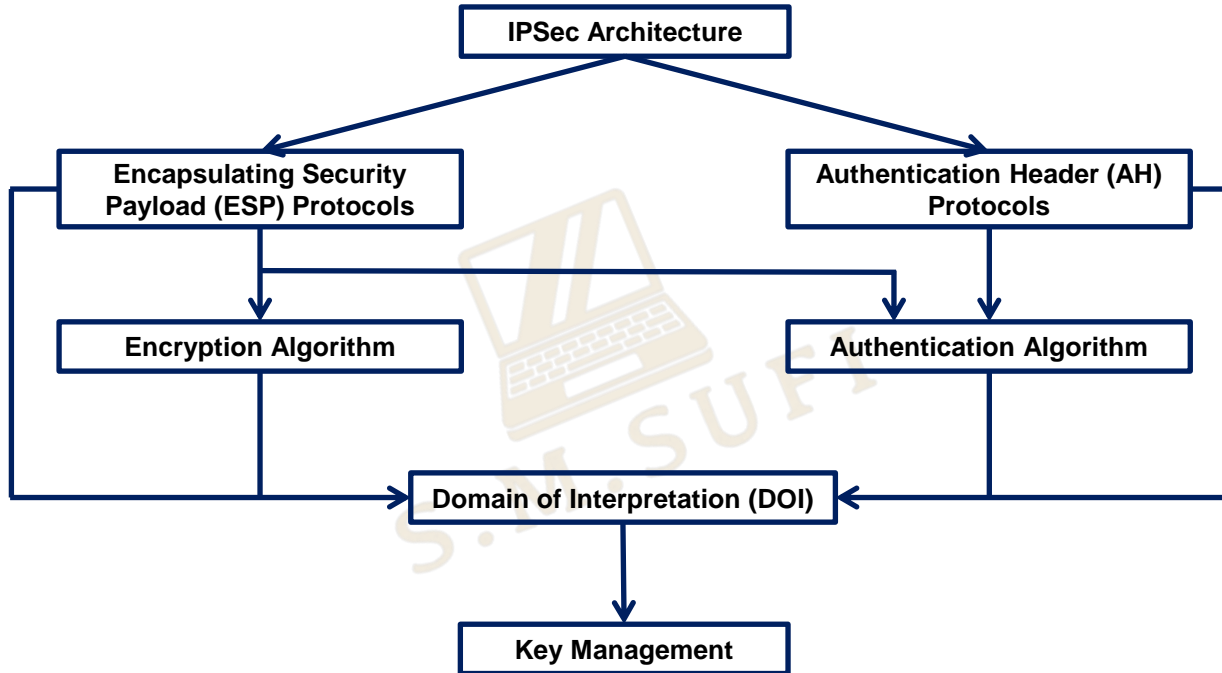 IPSec Architecture
Encapsulating Security
Payload (ESP) Protocols
Authentication Header (AH)
Protocols
Encryption Algorithm
Authentication Algorithm
S.M.SUFI
Domain of Interpretation (DOI)
Key Management